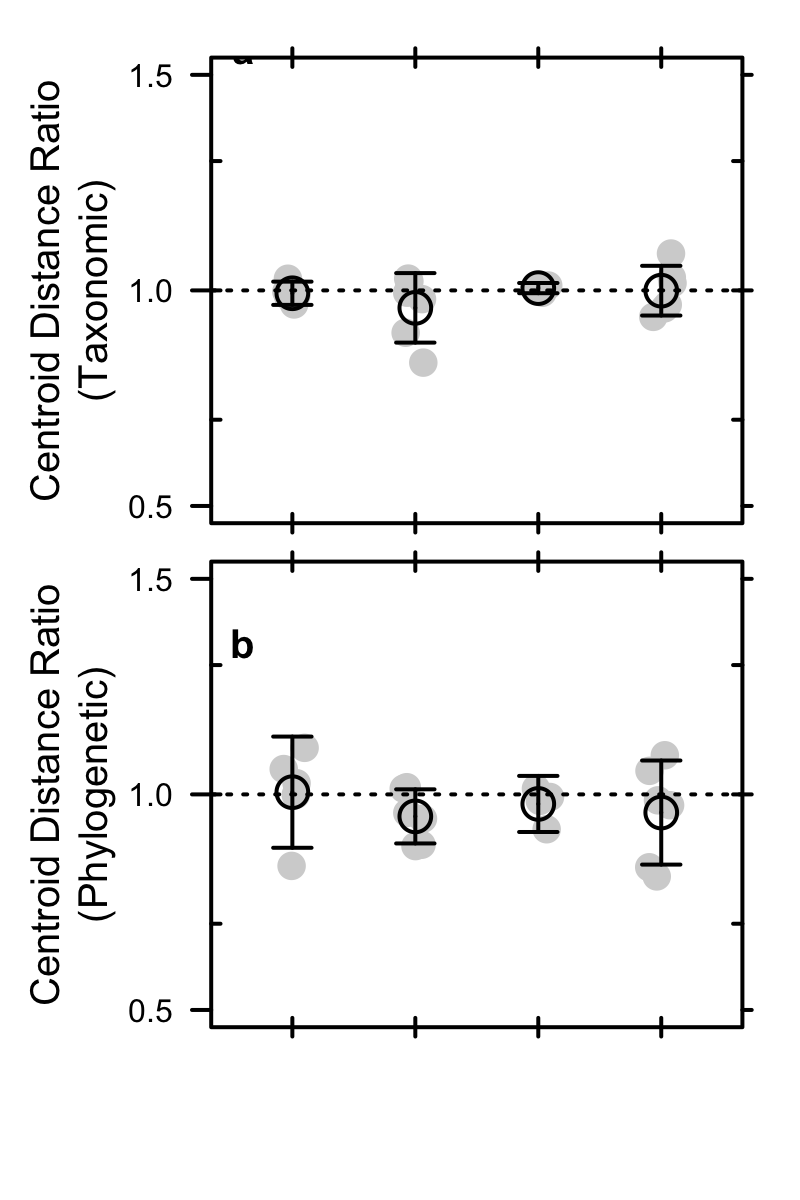 a
1.5
1.0
0.5
Centroid Distance Ratio
(Taxonomic)
b
1.5
1.0
0.5
Centroid Distance Ratio
(Phylogenetic)